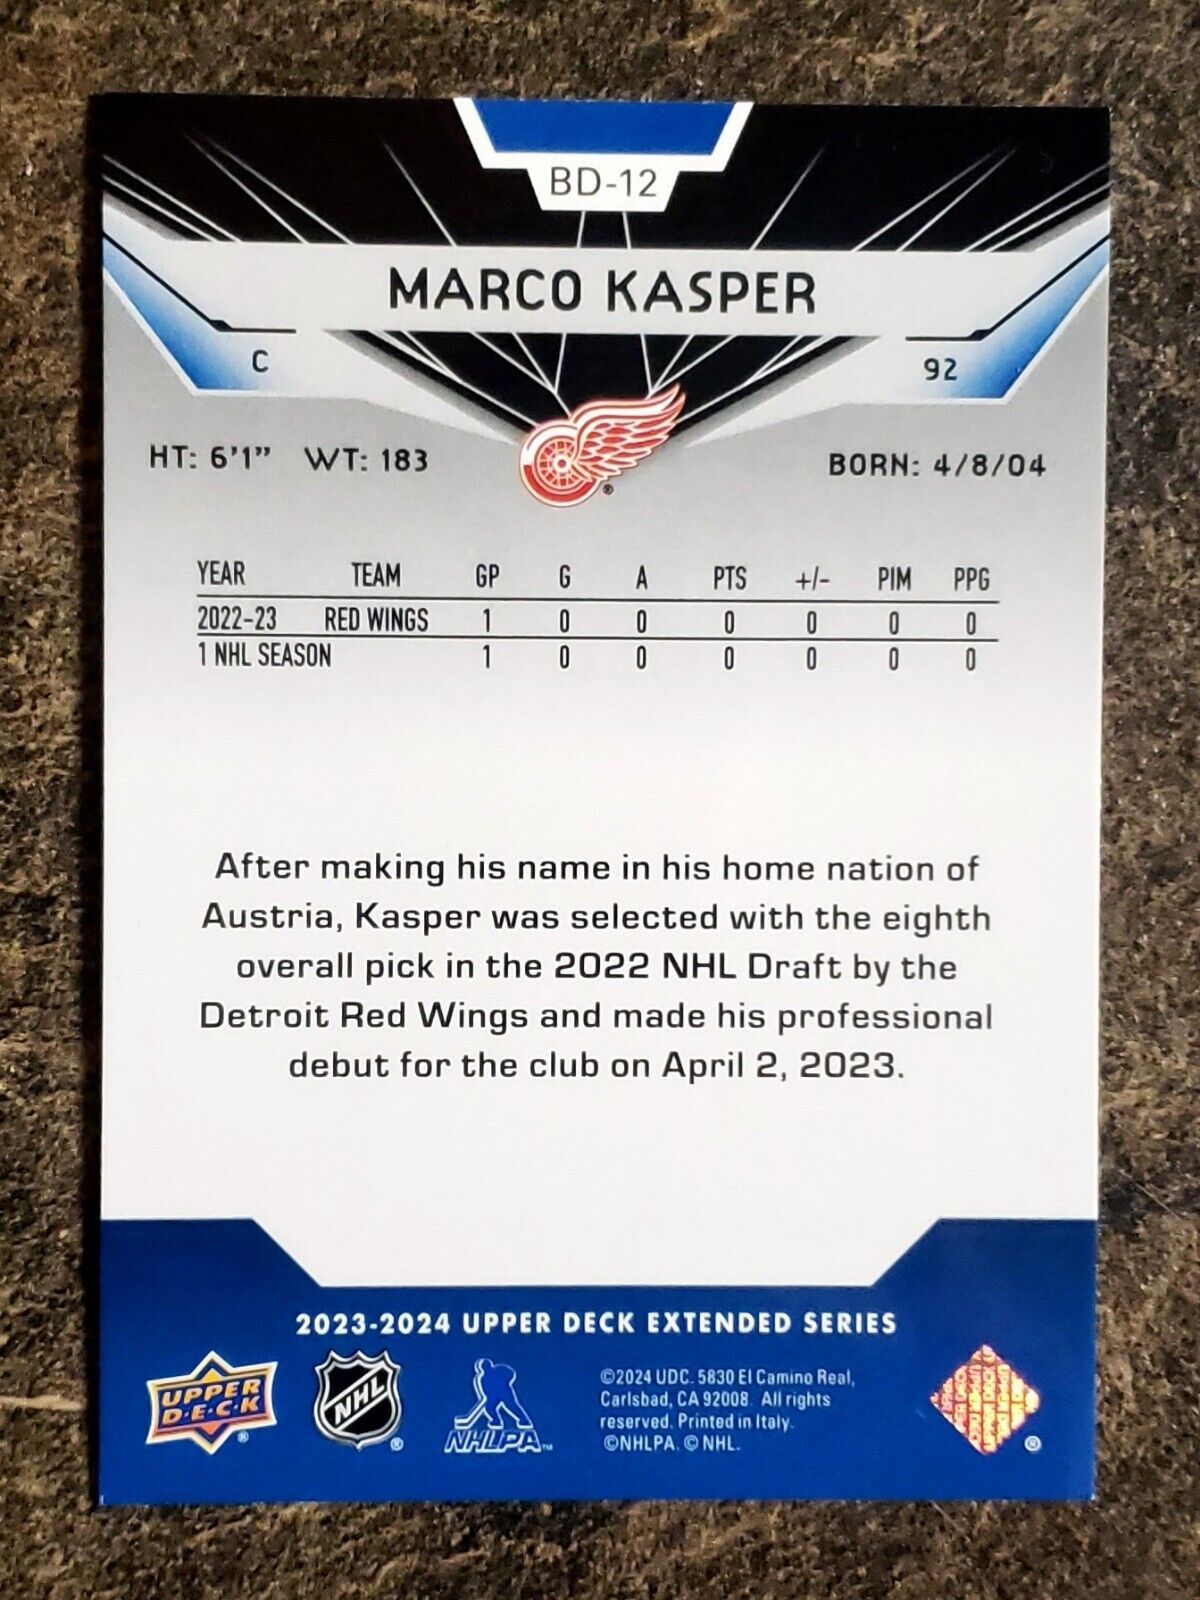 BD-12
MARCO KASPER
C 92
HT: 6'1" WT: 183 BORN: 4/8/04
®
YEAR TEAM GP G A PTS +/- PIM PPG
2022-23 RED WINGS 1 0 0 0 0 0 0
1 NHL SEASON 1 0 0 0 0 0 0
After making his name in his home nation of
Austria, Kasper was selected with the eighth
overall pick in the 2022 NHL Draft by the
Detroit Red Wings and made his professional
debut for the club on April 2, 2023.
2023-2024 UPPER DECK EXTENDED SERIES
UPPER
D·E·C·K ®
NHL ®
NHLPA™
©2024 UDC. 5830 El Camino Real,
Carlsbad, CA 92008. All rights
reserved. Printed in Italy.
©NHLPA. © NHL.
UPPER DECK
®